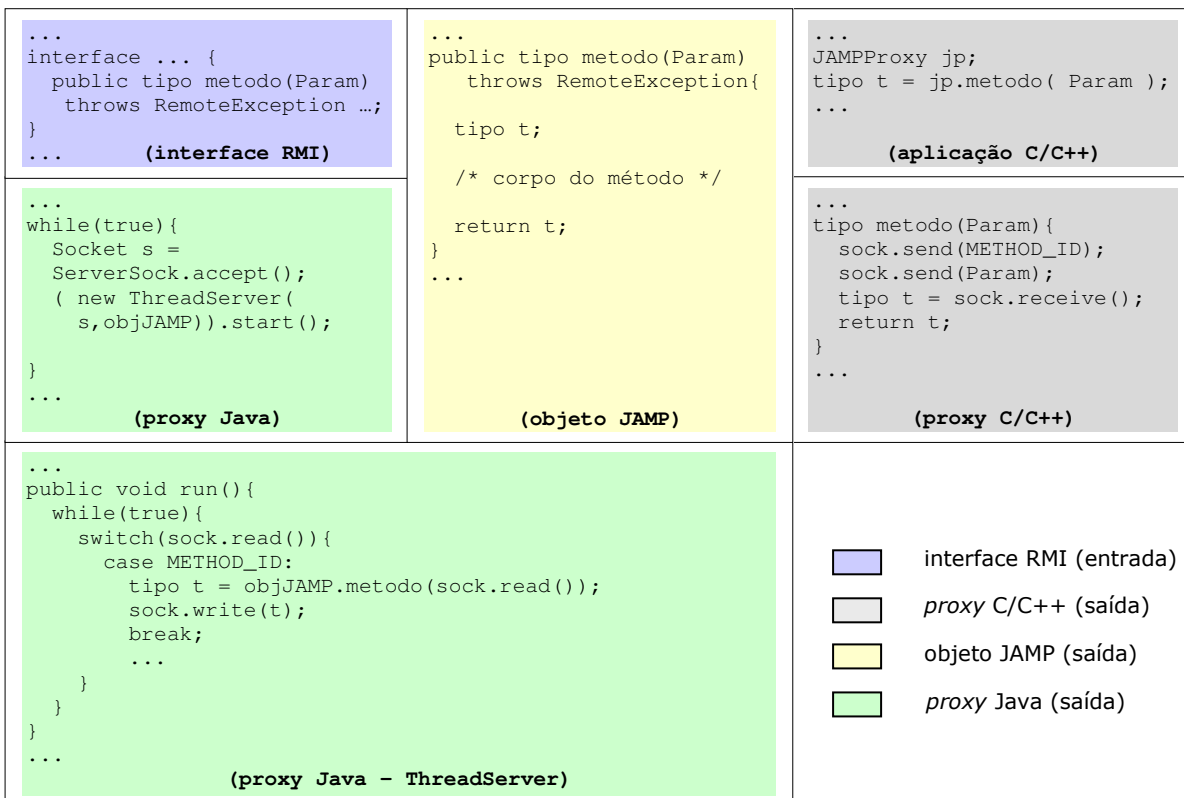 ...
interface ... {
  public tipo metodo(Param)
   throws RemoteException …;
}
...       (interface RMI)
...
while(true){
  Socket s =
  ServerSock.accept();
  ( new ThreadServer(
    s,objJAMP)).start();
}
...
(proxy Java)
...
public tipo metodo(Param)
   throws RemoteException{
  tipo t;
  /* corpo do método */
  return t;
}
...
(objeto JAMP)
...
JAMPProxy jp;
tipo t = jp.metodo( Param );
...
(aplicação C/C++)
...
tipo metodo(Param){
  sock.send(METHOD_ID);
  sock.send(Param);
  tipo t = sock.receive();
  return t;
}
...
(proxy C/C++)
...
public void run(){
  while(true){
    switch(sock.read()){
      case METHOD_ID:
        tipo t = objJAMP.metodo(sock.read());
        sock.write(t);
        break;
        ...
    }
  }
}
...
(proxy Java – ThreadServer)
interface RMI (entrada)
proxy C/C++ (saída)
objeto JAMP (saída)
proxy Java (saída)